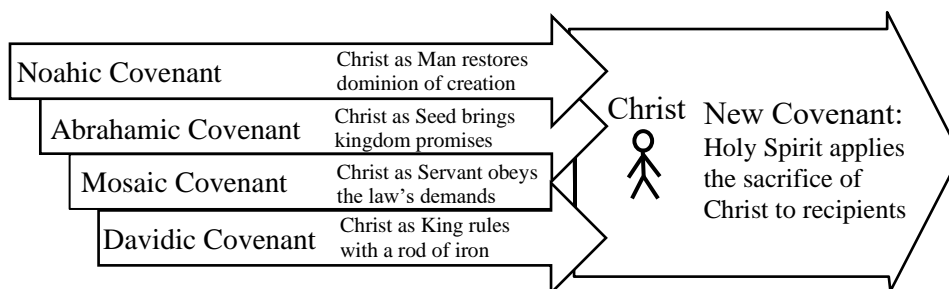 Noahic Covenant
Christ as Man restores
dominion of creation
Abrahamic Covenant
Christ as Seed brings
kingdom promises
Mosaic Covenant
Christ as Servant obeys
the law's demands
Davidic Covenant
Christ as King rules
with a rod of iron
Christ
New Covenant:
Holy Spirit applies
the sacrifice of
Christ to recipients